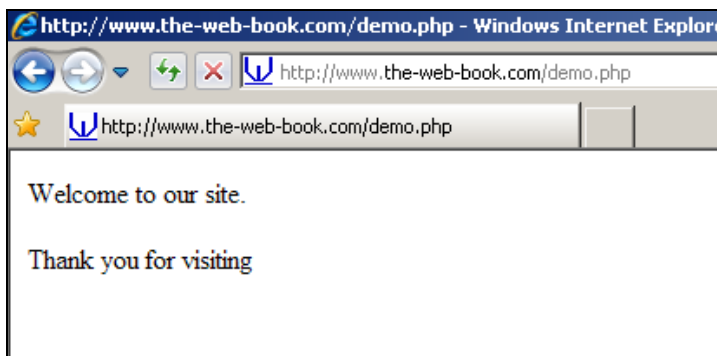 http://www.the-web-book.com/demo.php - Windows Internet Explore
http://www.the-web-book.com/demo.php
http://www.the-web-book.com/demo.php
Welcome to our site.
Thank you for visiting